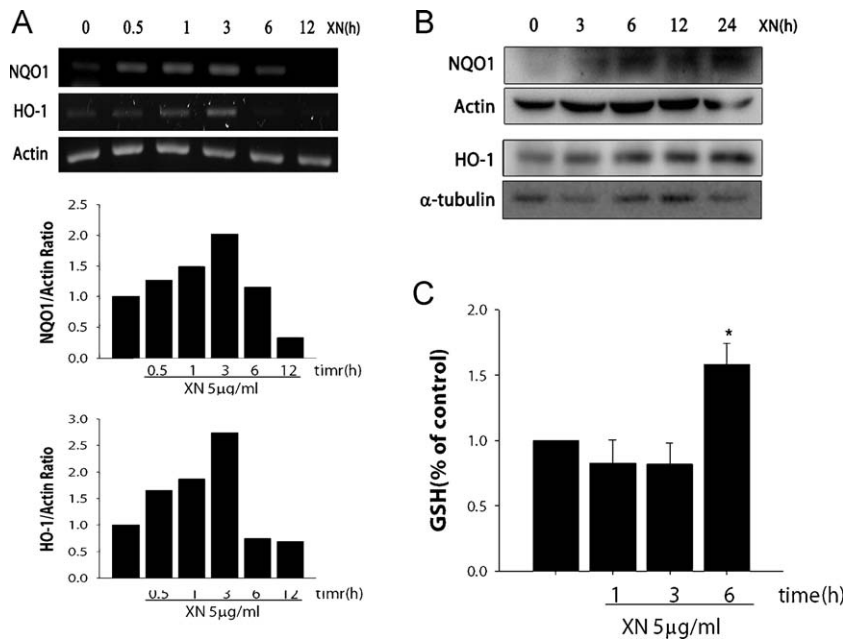 A
0 0.5 1 3 6 12 XN(h)
NQO1
HO-1
Actin
2.5
2.0
1.5
1.0
0.5
0.0
NQO1/Actin Ratio
0.5 1 3 6 12 timr(h)
XN 5μg/ml
3.0
2.5
2.0
1.5
1.0
0.5
0.0
HO-1/Actin Ratio
0.5 1 3 6 12 timr(h)
XN 5μg/ml
B
0 3 6 12 24 XN(h)
NQO1
Actin
HO-1
α-tubulin
C
2.0
1.5
1.0
0.5
0.0
GSH(% of control)
*
1 3 6 time(h)
XN 5μg/ml